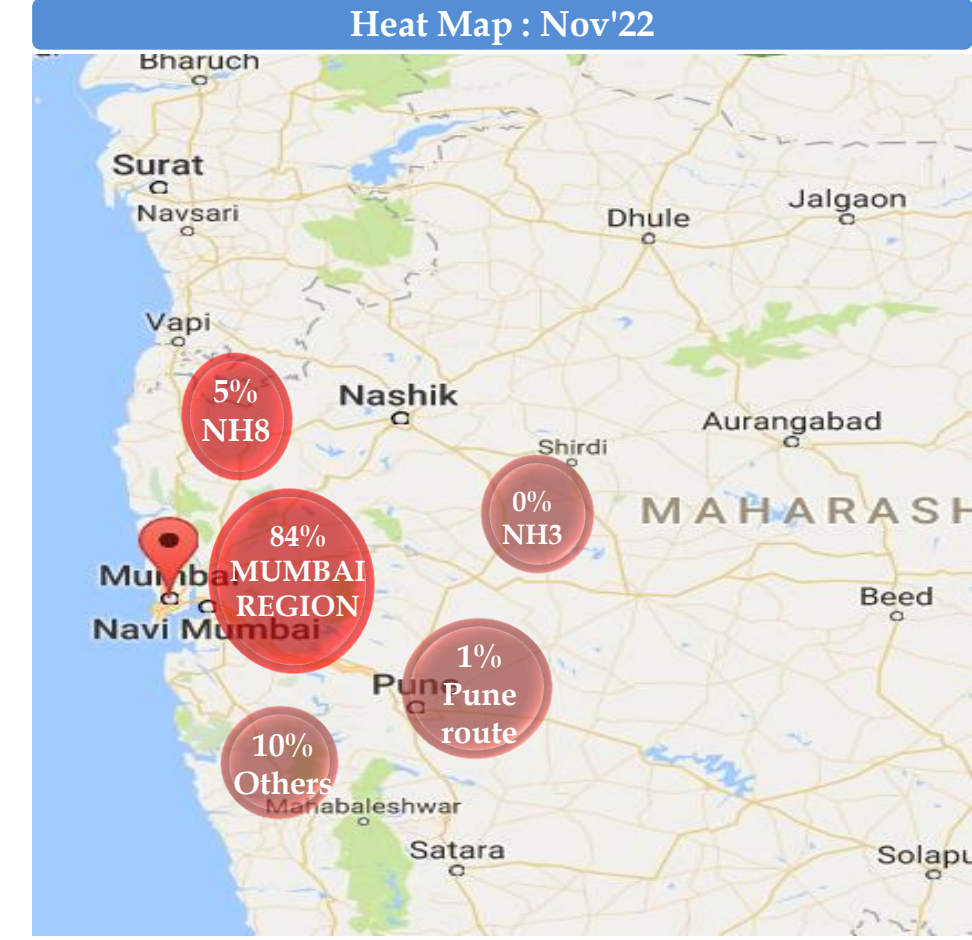 Heat Map : Nov'22
Bharuch
Surat
Navsari
Dhule
Jalgaon
Vapi
5%
NH8
Nashik
Aurangabad
Shirdi
0%
NH3
MAHARASH
84%
MUMBAI
REGION
Mumbai
Navi Mumbai
Beed
1%
Pune
route
Pune
10%
Others
Mahabaleshwar
Satara
Solapu